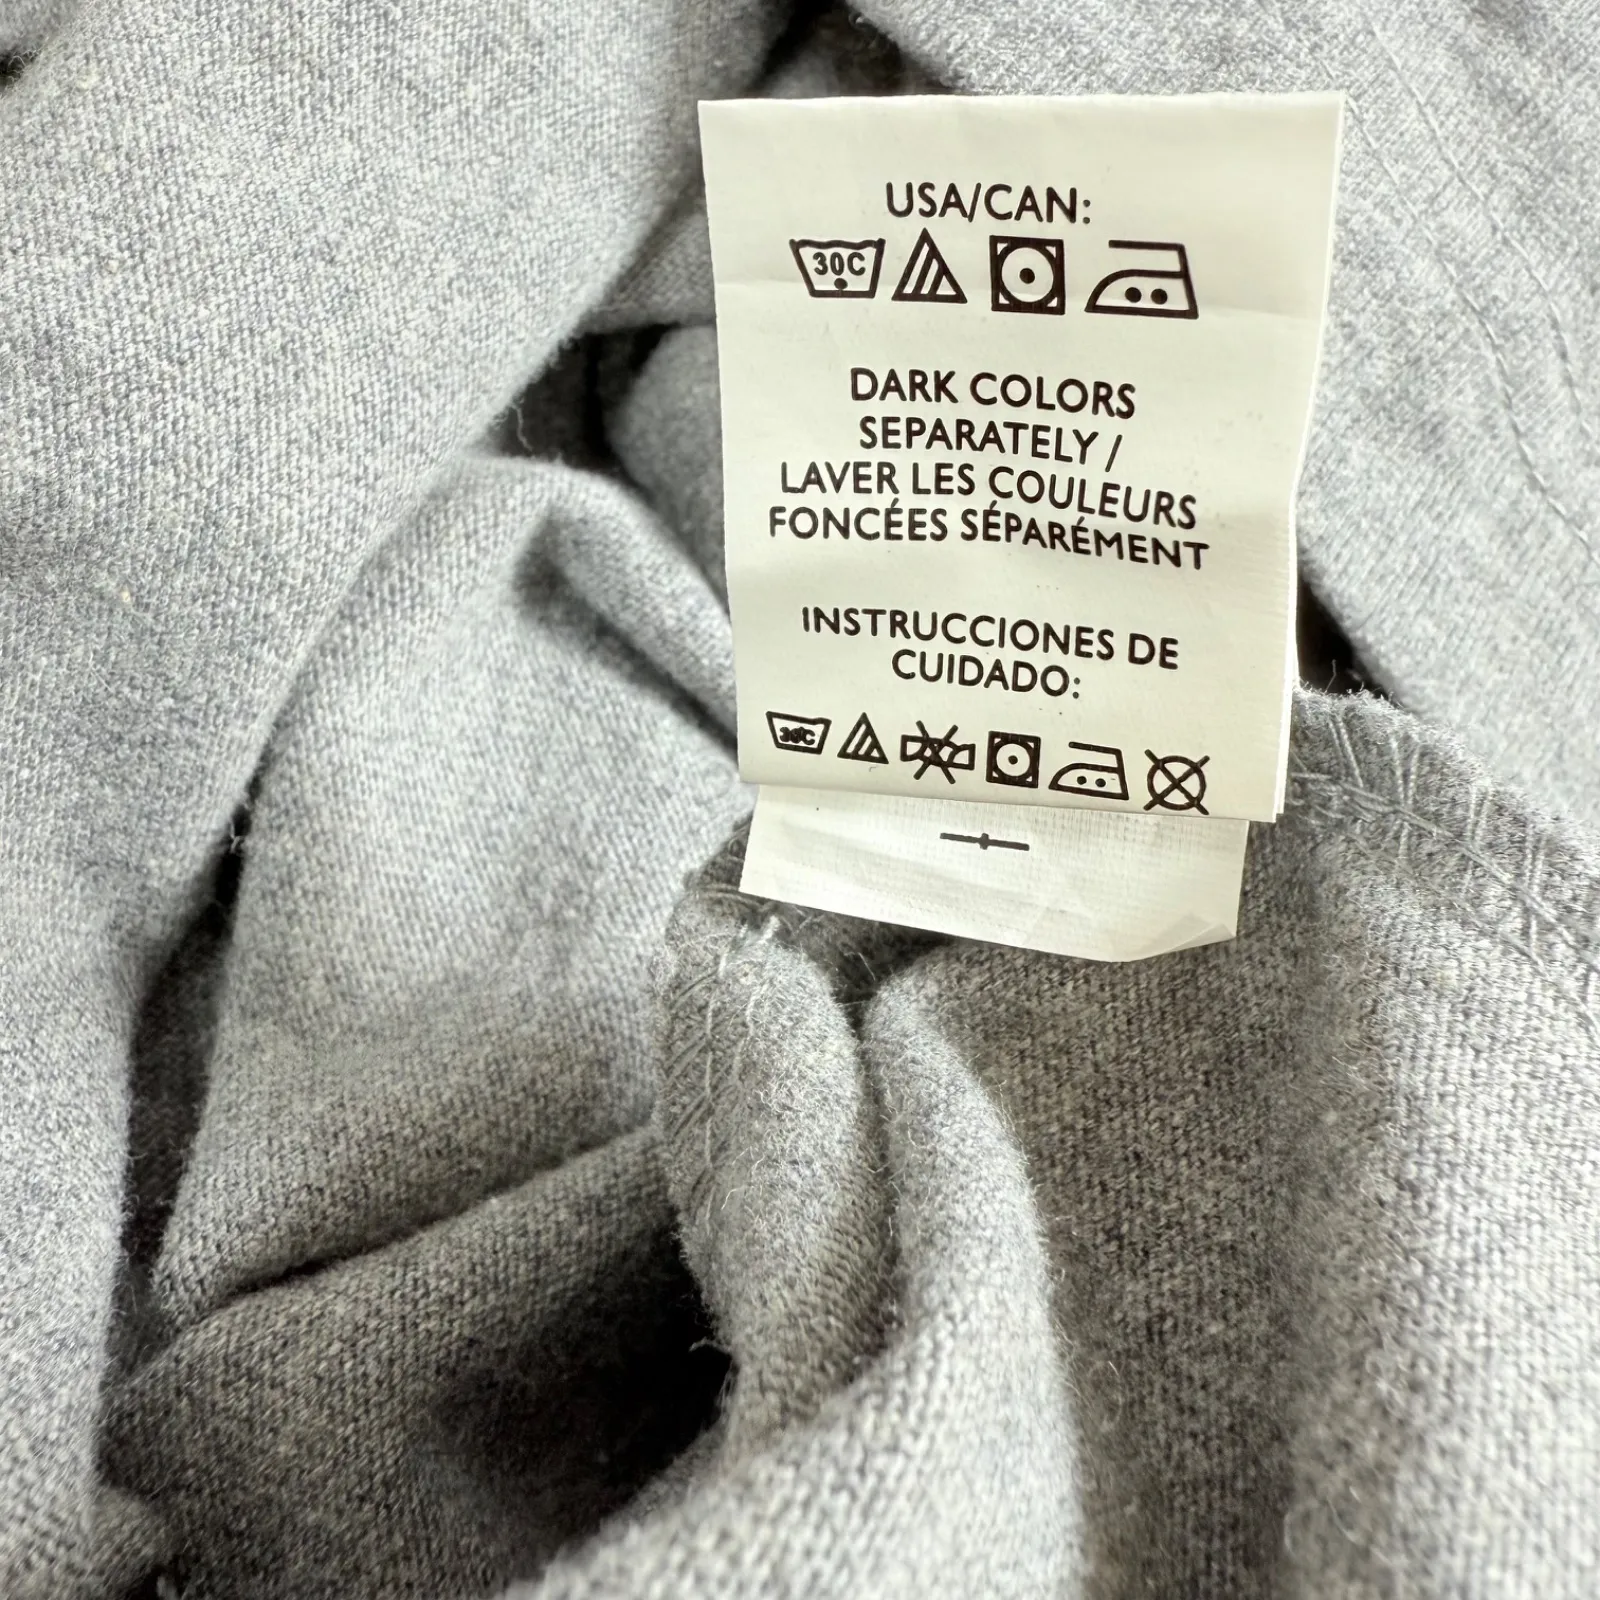 USA/CAN:
30C
DARK COLORS
SEPARATELY /
LAVER LES COULEURS
FONCÉES SÉPARÉMENT
INSTRUCCIONES DE
CUIDADO:
30C